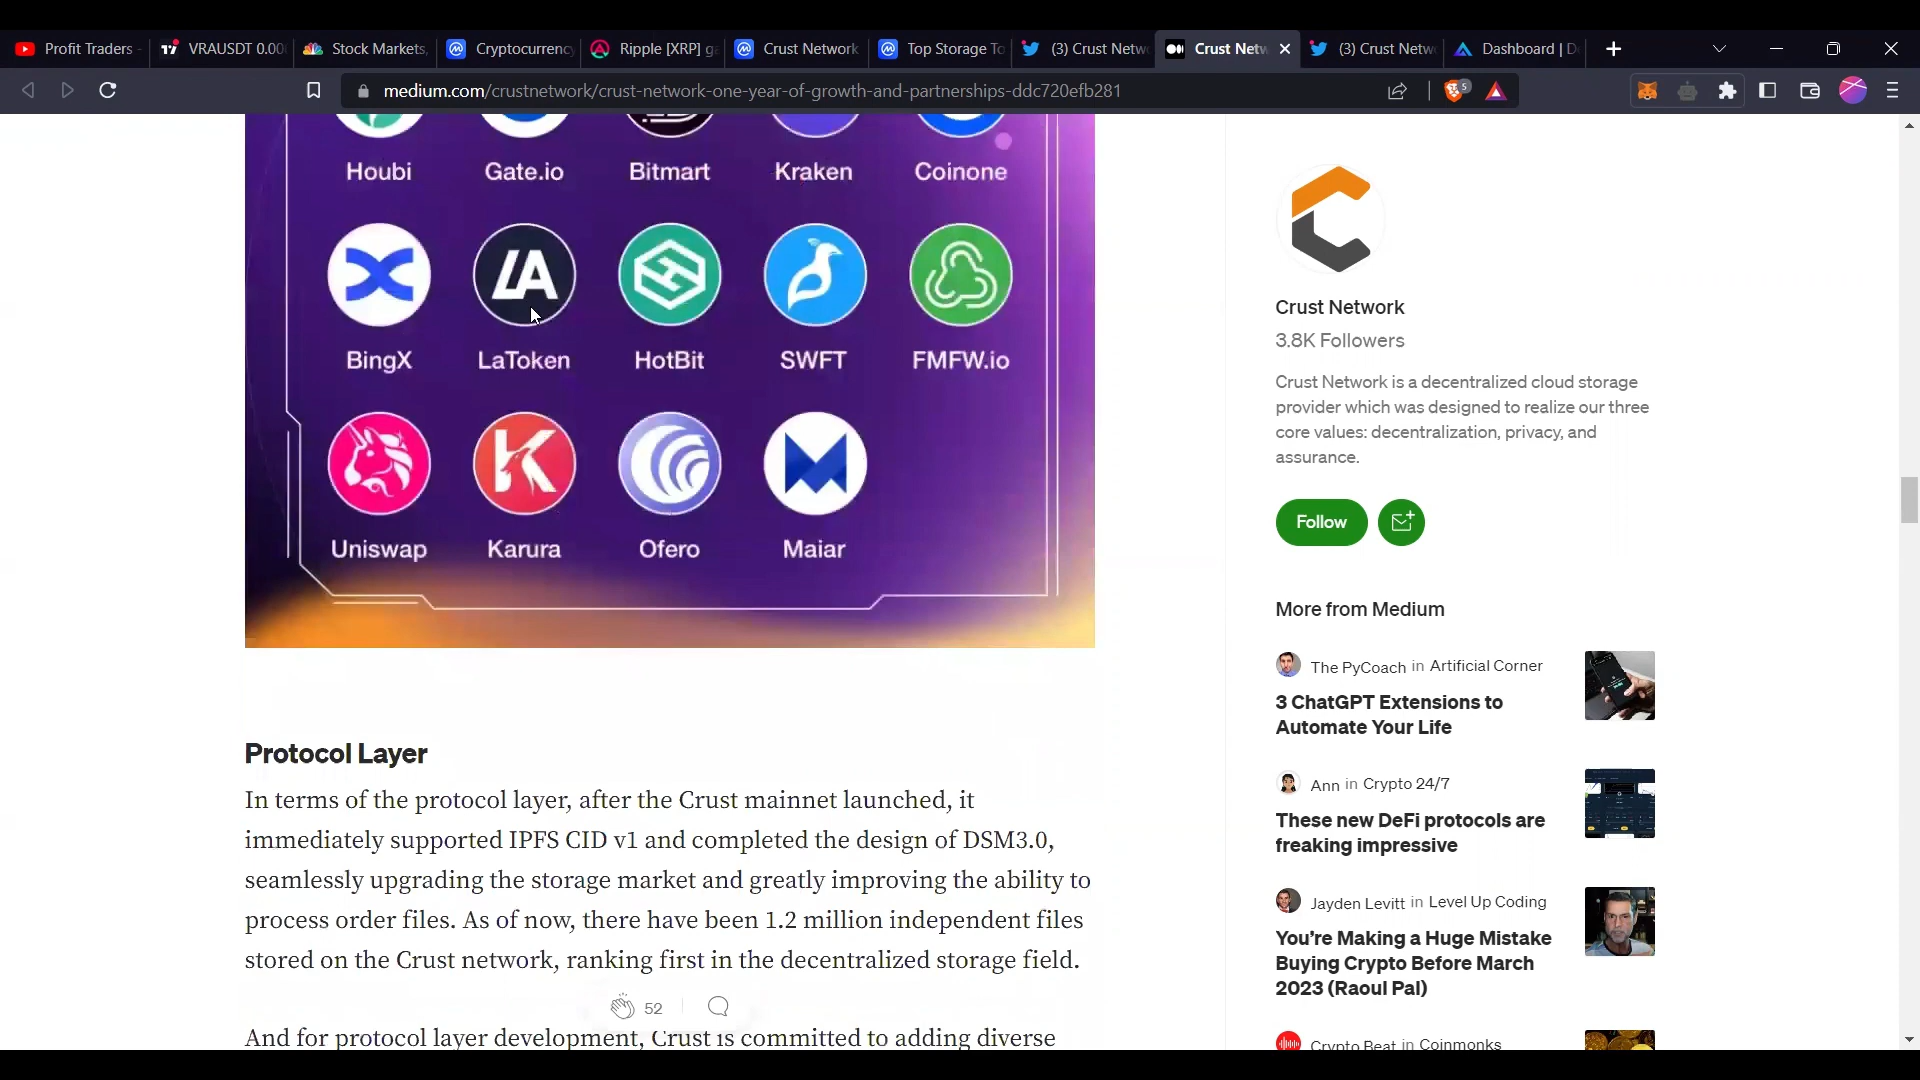 Profit Traders
VRAUSDT 0.00
Stock Markets,
Cryptocurrency
Ripple [XRP] g
Crust Network
Top Storage To
(3) Crust Netw
Crust Netw
(3) Crust Netw
Dashboard | D
medium.com/crustnetwork/crust-network-one-year-of-growth-and-partnerships-ddc720efb281
5
Houbi
Gate.io
Bitmart
Kraken
Coinone
LA
BingX
LaToken
HotBit
SWFT
FMFW.io
K
Uniswap
Karura
Ofero
Maiar
Protocol Layer
In terms of the protocol layer, after the Crust mainnet launched, it
immediately supported IPFS CID v1 and completed the design of DSM3.0,
seamlessly upgrading the storage market and greatly improving the ability to
process order files. As of now, there have been 1.2 million independent files
stored on the Crust network, ranking first in the decentralized storage field.
52
And for protocol layer development, Crust is committed to adding diverse
Crust Network
3.8K Followers
Crust Network is a decentralized cloud storage
provider which was designed to realize our three
core values: decentralization, privacy, and
assurance.
Follow
More from Medium
The PyCoach in Artificial Corner
3 ChatGPT Extensions to
Automate Your Life
Ann in Crypto 24/7
These new DeFi protocols are
freaking impressive
Jayden Levitt in Level Up Coding
You're Making a Huge Mistake
Buying Crypto Before March
2023 (Raoul Pal)
Crypto Beat in Coinmonks